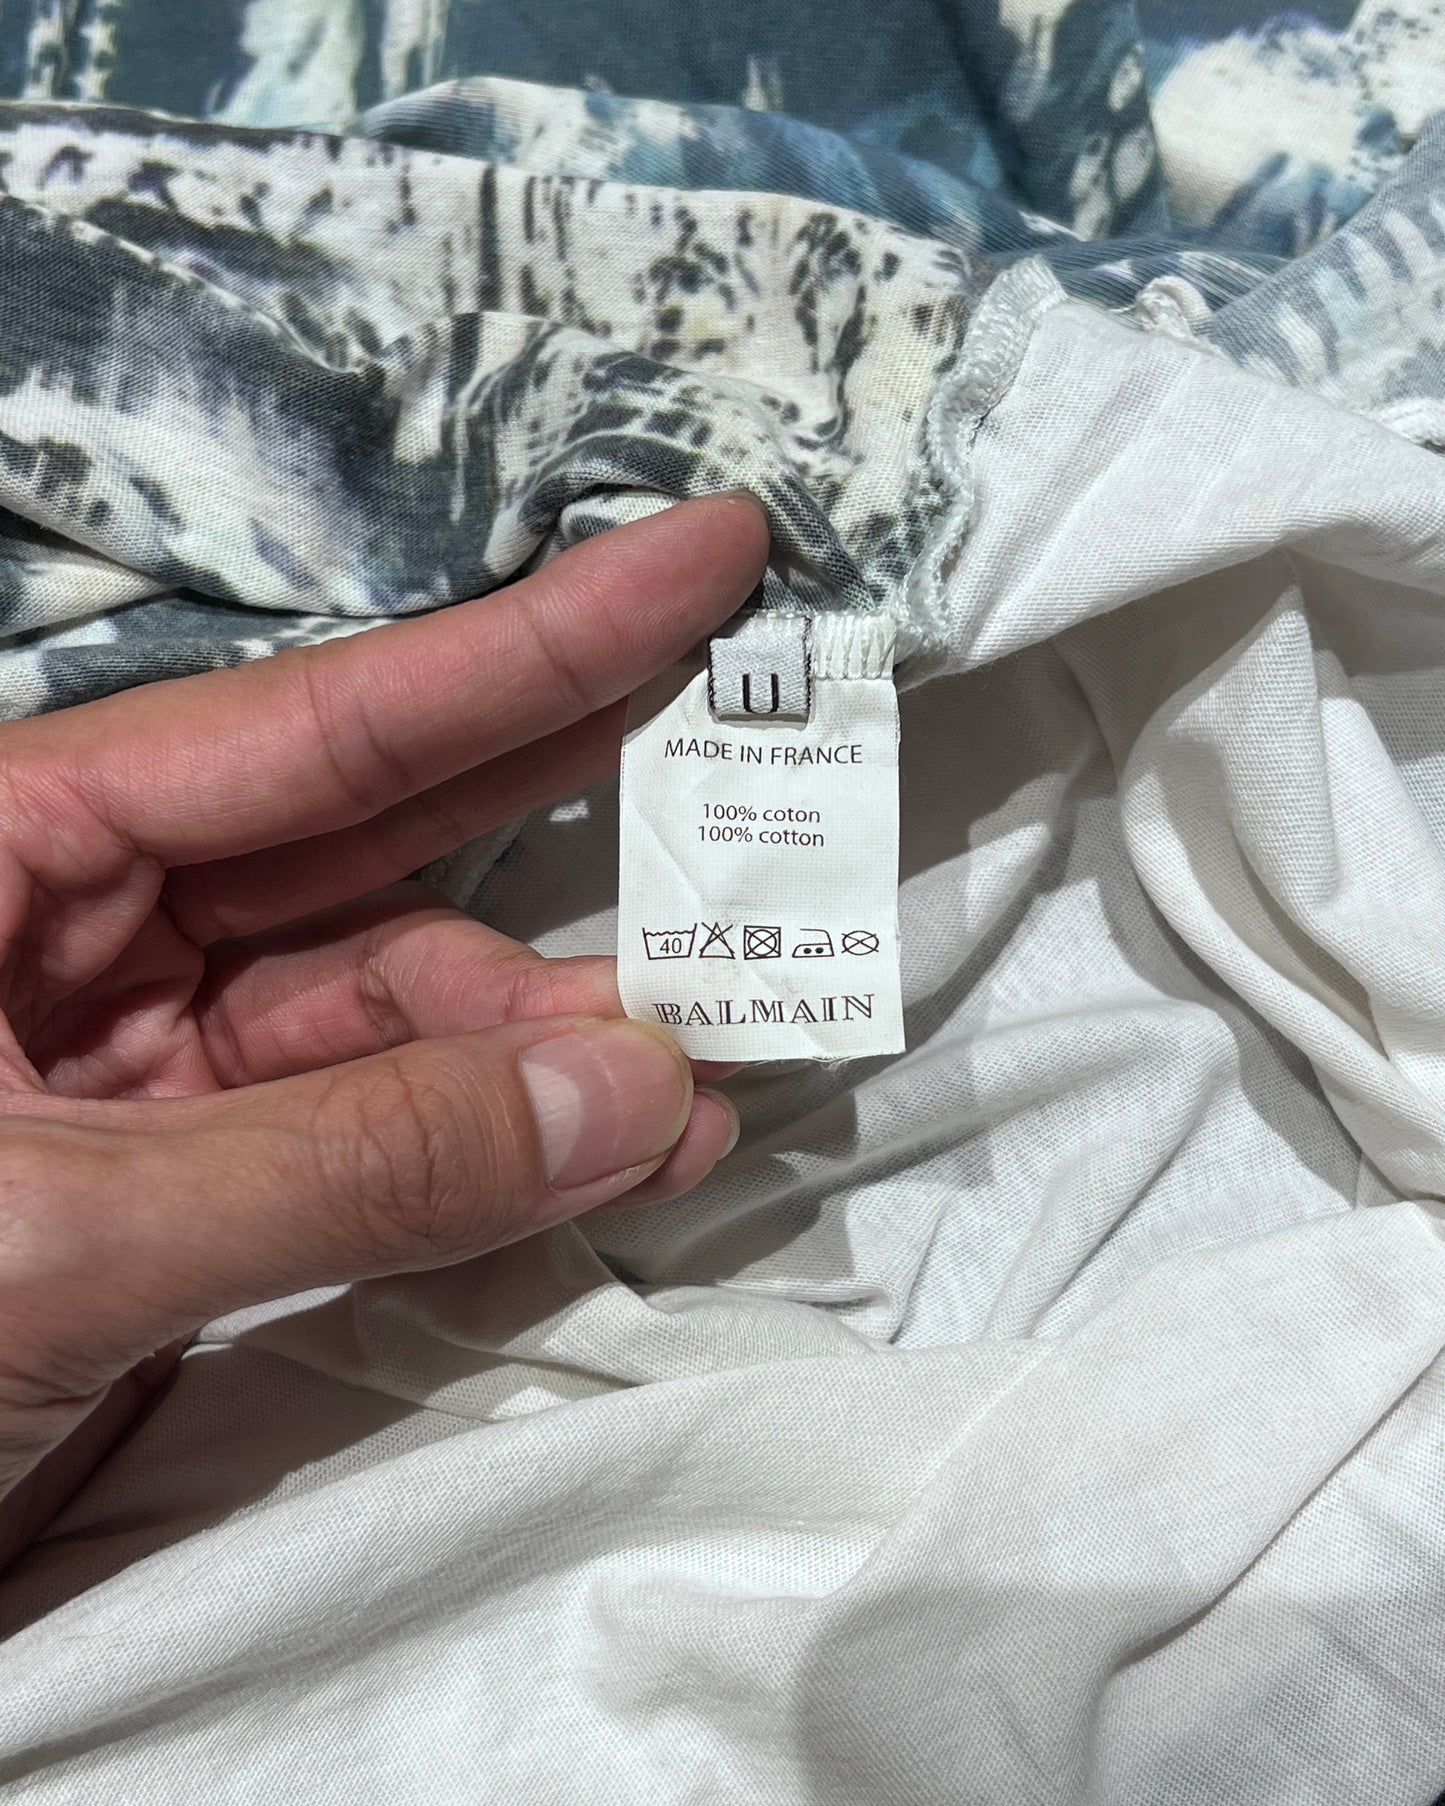 U
MADE IN FRANCE
100% coton
100% cotton
40
BALMAIN